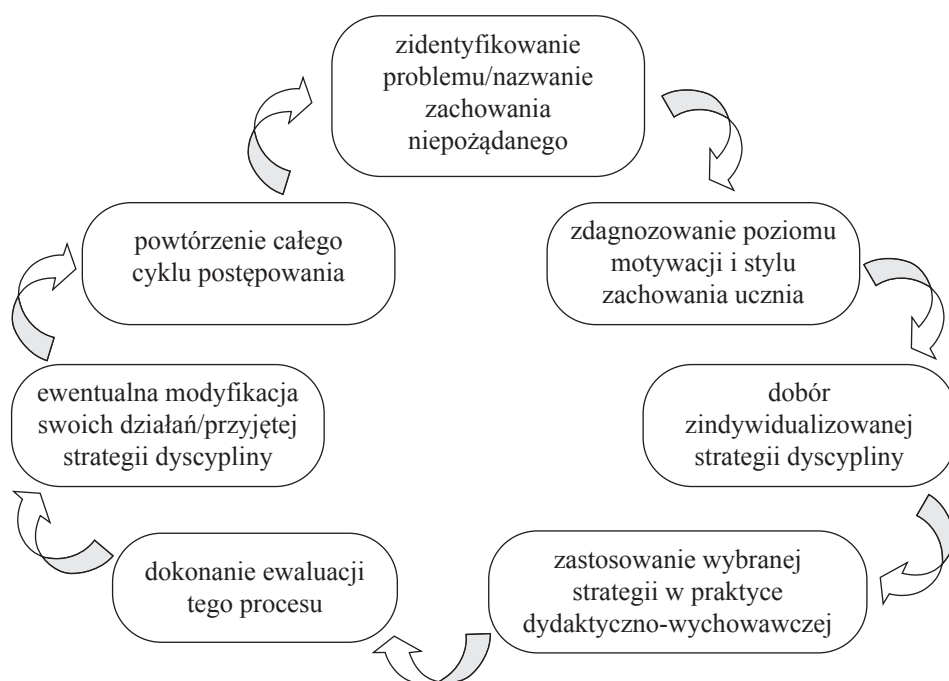 zidentyfikowanie
problemu/nazwanie
zachowania
niepożądanego
zdagnozowanie poziomu
motywacji i stylu
zachowania ucznia
dobór
zindywidualizowanej
strategii dyscypliny
zastosowanie wybranej
strategii w praktyce
dydaktyczno-wychowawczej
dokonanie ewaluacji
tego procesu
ewentualna modyfikacja
swoich działań/przyjętej
strategii dyscypliny
powtórzenie całego
cyklu postępowania